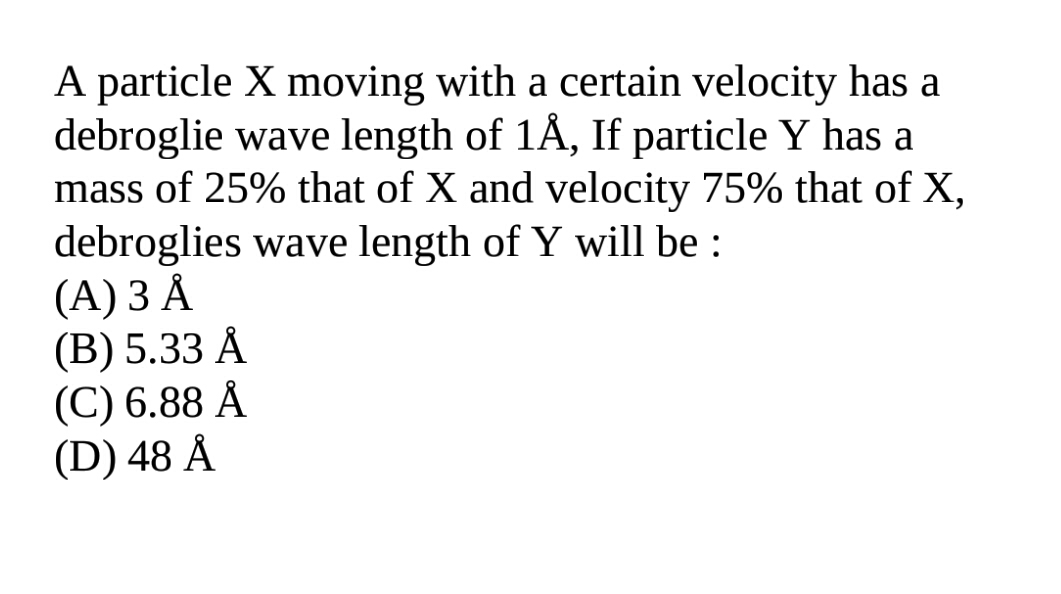 A particle X moving with a certain velocity has a
debroglie wave length of 1Å, If particle Y has a
mass of 25% that of X and velocity 75% that of X,
debroglies wave length of Y will be :
(A) 3 Å
(B) 5.33 Å
(C) 6.88 Å
(D) 48 Å